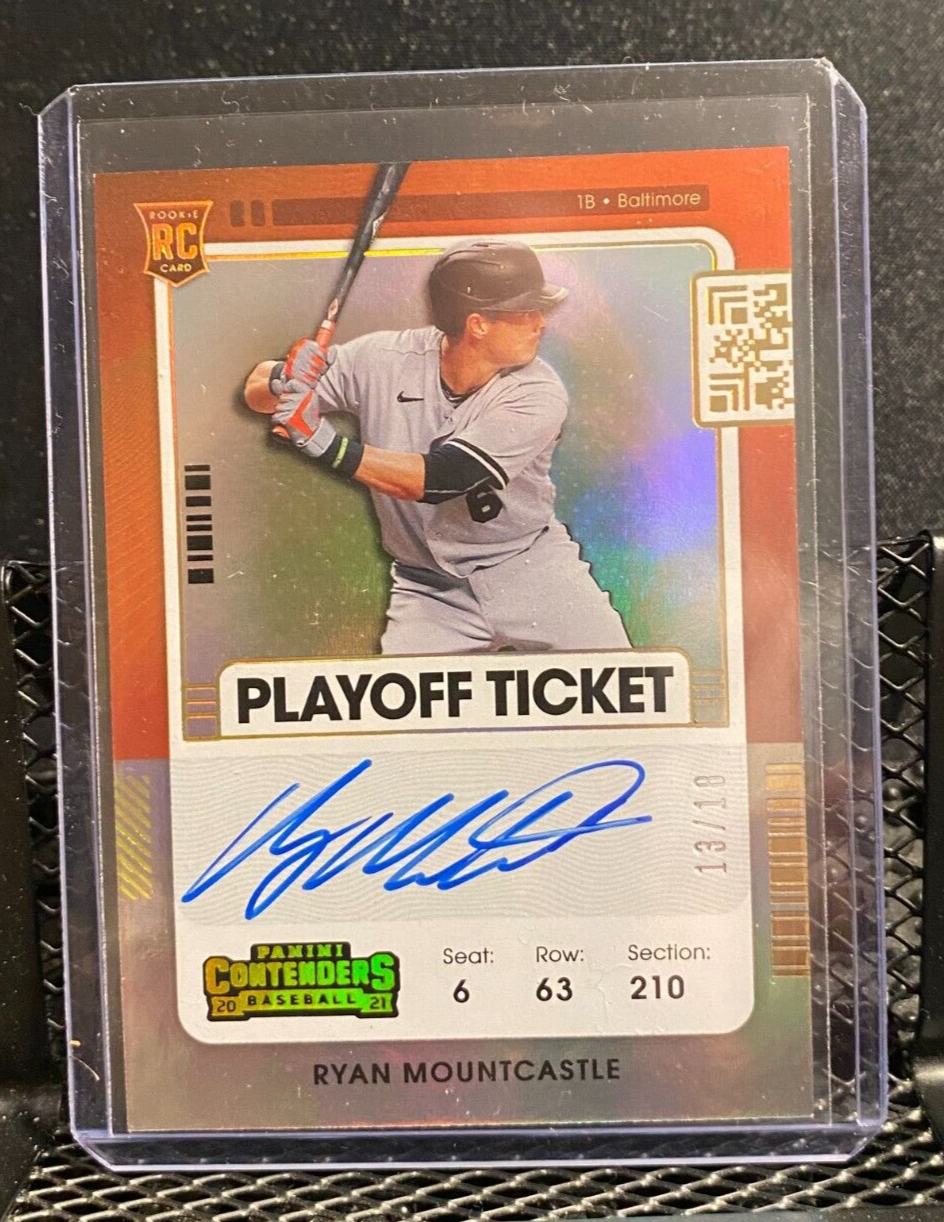 ROOKIE
RC
CARD
1B • Baltimore
6
PLAYOFF TICKET
13/18
PANINI
CONTENDERS
20 BASEBALL 21
Seat: Row: Section:
6 63 210
RYAN MOUNTCASTLE